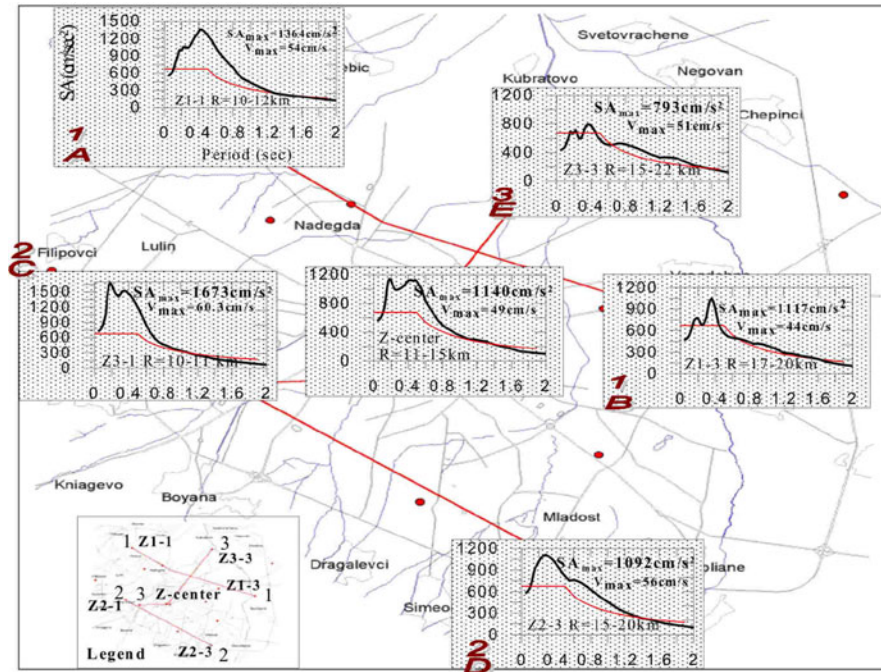 1500
1200
900
600
300
0
SA(cm/sec²)
SAmax=1364cm/s²
Vmax=54cm/s
Z1-1 R=10-12km
0 0.4 0.8 1.2 1.6 2
Period (sec)
1
A
Svetovrachene
Negovan
Kubratovo
Chepinci
1200
800
400
0
SAmax=793cm/s²
Vmax=51cm/s
Z3-3 R=15-22 km
0 0.4 0.8 1.2 1.6 2
3
E
Nadegda
Lulin
Filipovci
2
C
1500
1200
900
600
300
0
SAmax=1673cm/s²
Vmax=60.3cm/s
Z3-1 R=10-11 km
0 0.4 0.8 1.2 1.6 2
1200
800
400
0
SAmax=1140cm/s²
Vmax=49cm/s
Z-center
R=11-15km
0 0.4 0.8 1.2 1.6 2
1200
900
600
300
0
SAmax=1117cm/s²
Vmax=44cm/s
Z1-3 R=17-20km
0 0.4 0.8 1.2 1.6 2
1
B
Kniagevo
Boyana
Mladost
Dragalevci
Simeo
oliane
1200
900
600
300
0
SAmax=1092cm/s²
Vmax=56cm/s
Z2-3 R=15-20km
0 0.4 0.8 1.2 1.6 2
2
D
1 Z1-1
3
Z3-3
Z1-3 1
2 3 Z-center
Z2-1
Z2-3 2
Legend